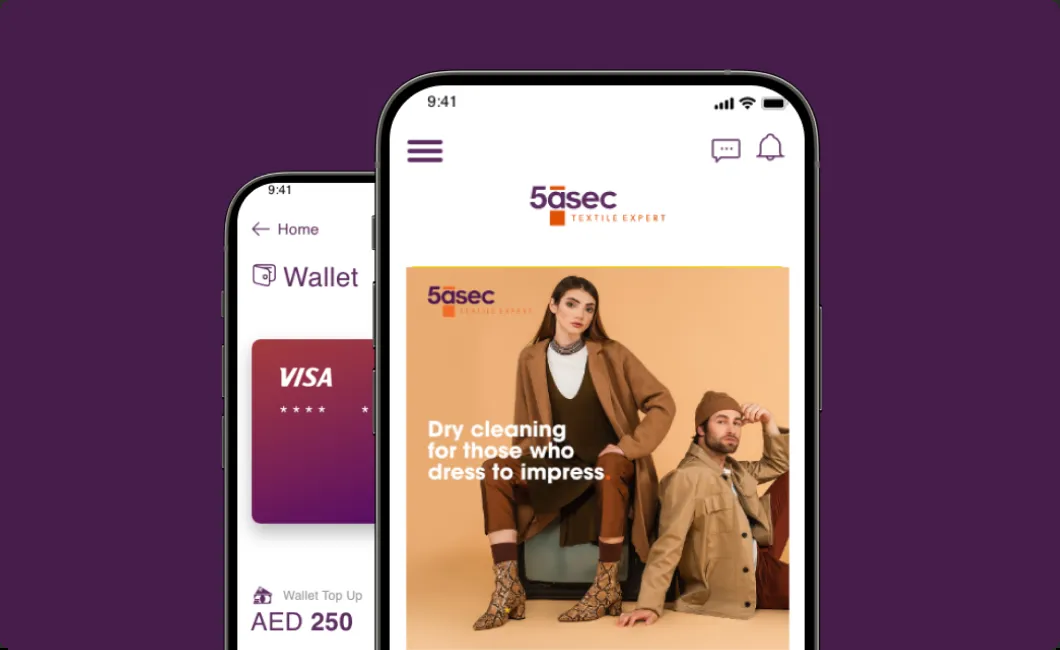 9:41
← Home
Wallet
VISA
**** *
Wallet Top Up
AED 250
9:41
5àsec
TEXTILE EXPERT
5àsec
TEXTILE EXPERT
Dry cleaning
for those who
dress to impress.